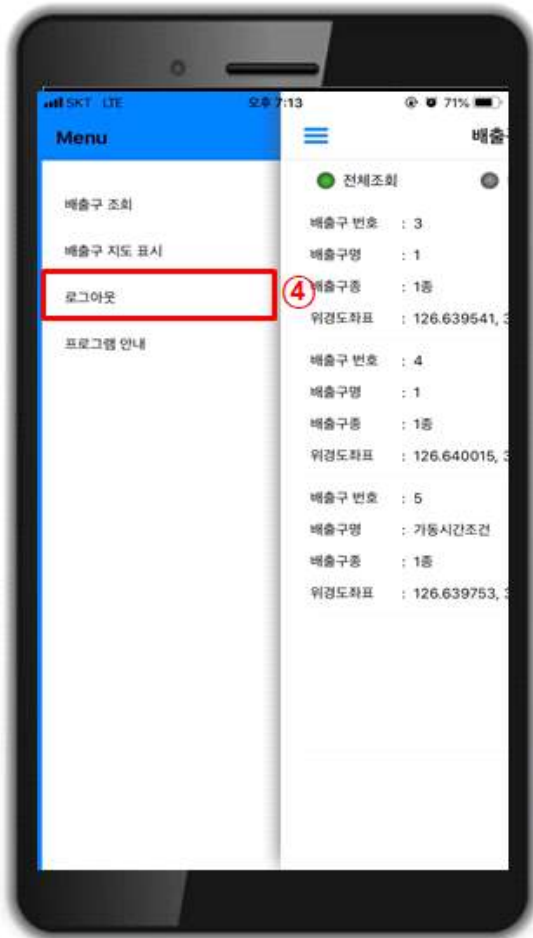 SKT LTE 오후 7:13 71%
Menu
배출구 조회
배출구 지도 표시
로그아웃
프로그램 안내
④
배출
전체조회
배출구 번호 : 3
배출구명 : 1
배출구종 : 1종
위경도좌표 : 126.639541, 3
배출구 번호 : 4
배출구명 : 1
배출구종 : 1종
위경도좌표 : 126.640015, 3
배출구 번호 : 5
배출구명 : 가동시간조건
배출구종 : 1종
위경도좌표 : 126.639753, 3